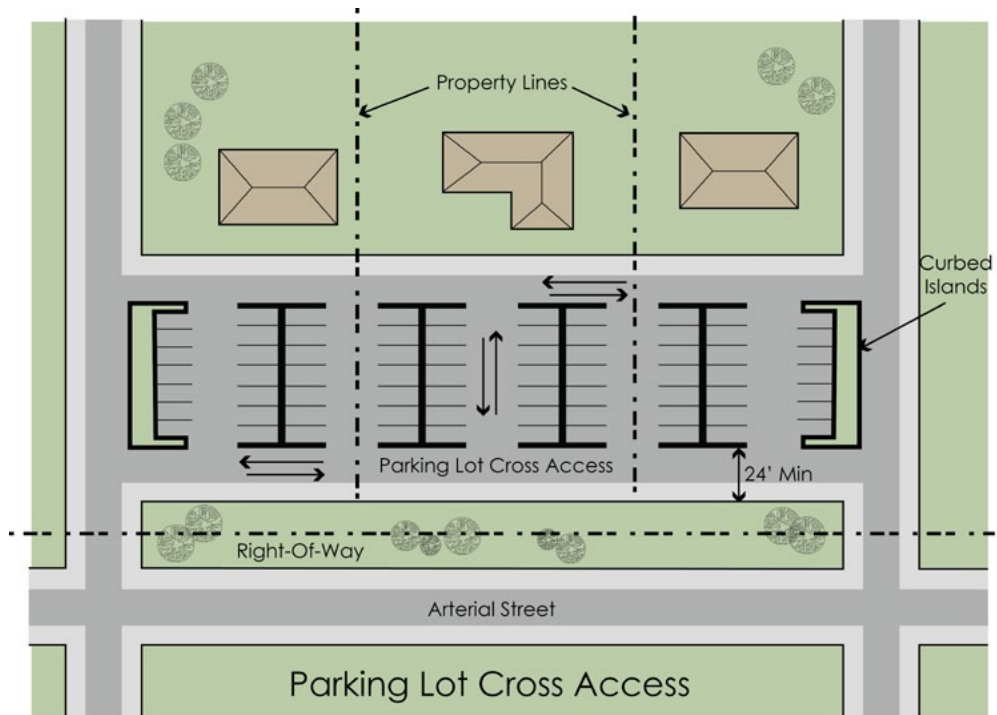 Property Lines
Curbed
Islands
Parking Lot Cross Access
24' Min
Right-Of-Way
Arterial Street
Parking Lot Cross Access